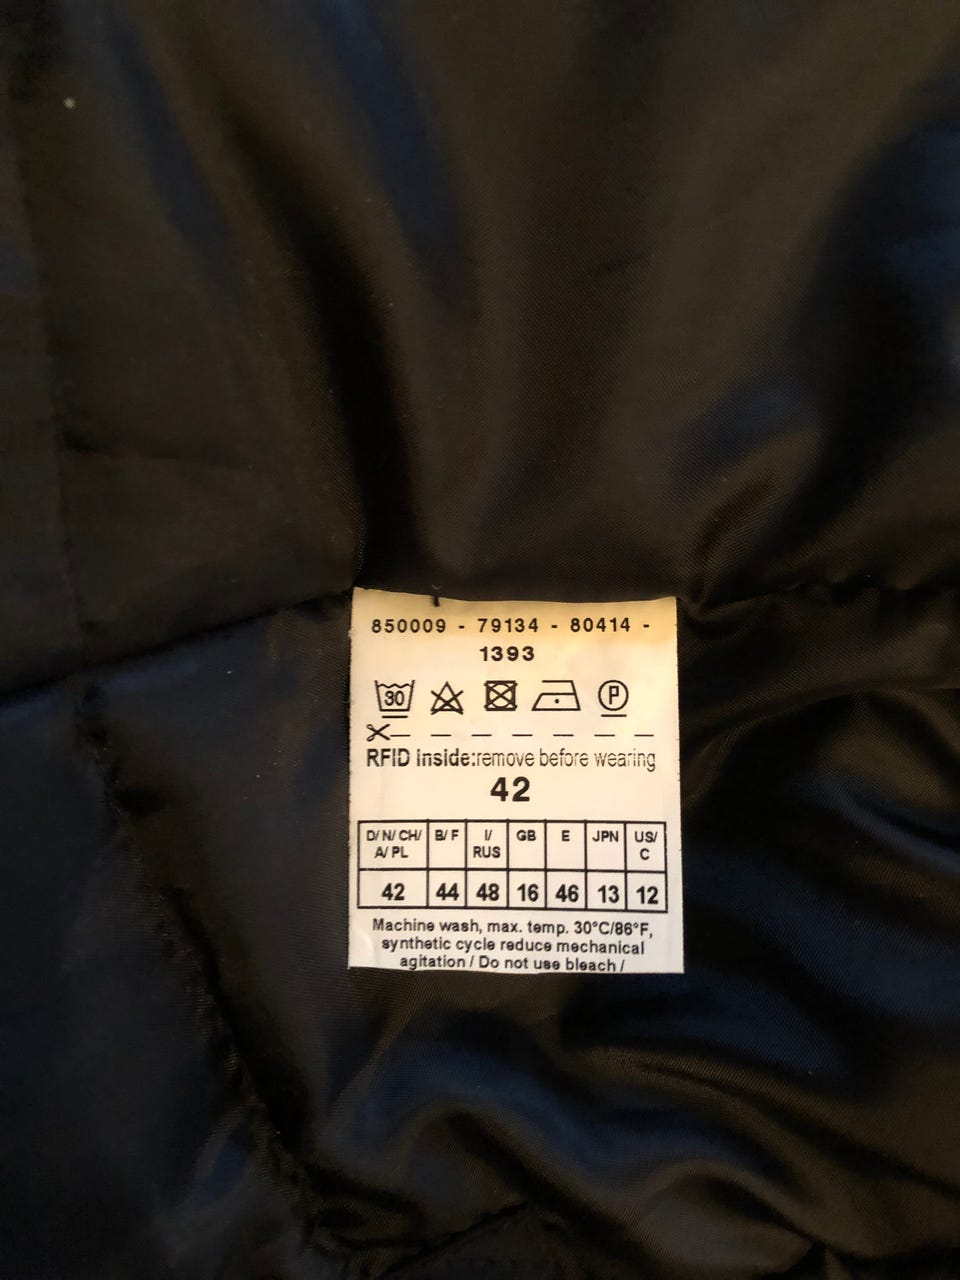 850009 - 79134 - 80414 -
1393
30 P
RFID inside:remove before wearing
42
D/ N/ CH/ A/ PL B/ F I/ RUS GB E JPN US/ C
42 44 48 16 46 13 12
Machine wash, max. temp. 30°C/86°F,
synthetic cycle reduce mechanical
agitation / Do not use bleach /